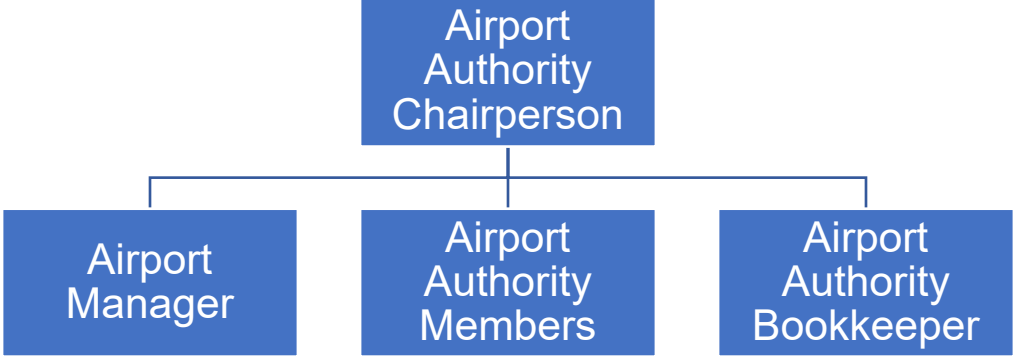 Airport
Authority
Chairperson
Airport
Manager
Airport
Authority
Members
Airport
Authority
Bookkeeper